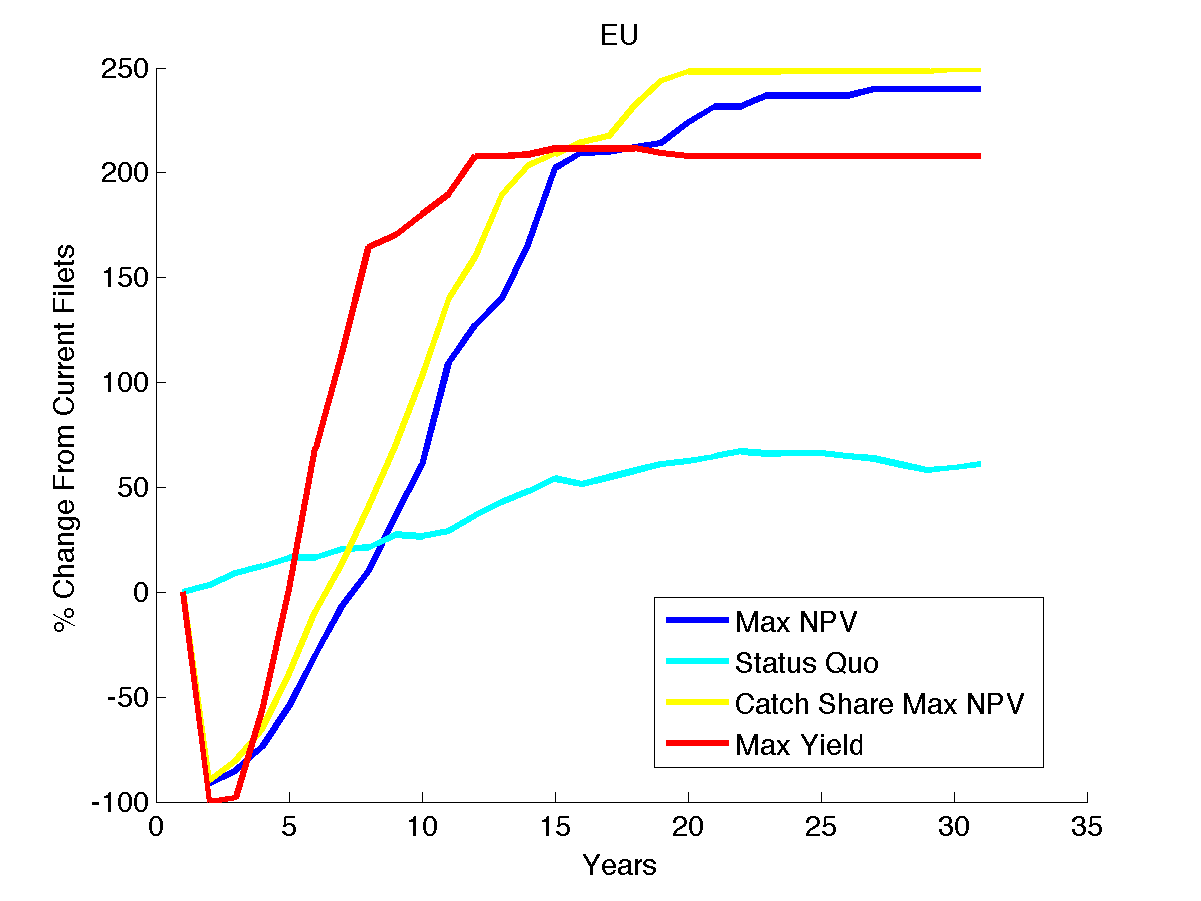 EU
% Change From Current Filets
250
200
150
100
50
0
-50
-100
0 5 10 15 20 25 30 35
Years
Max NPV
Status Quo
Catch Share Max NPV
Max Yield